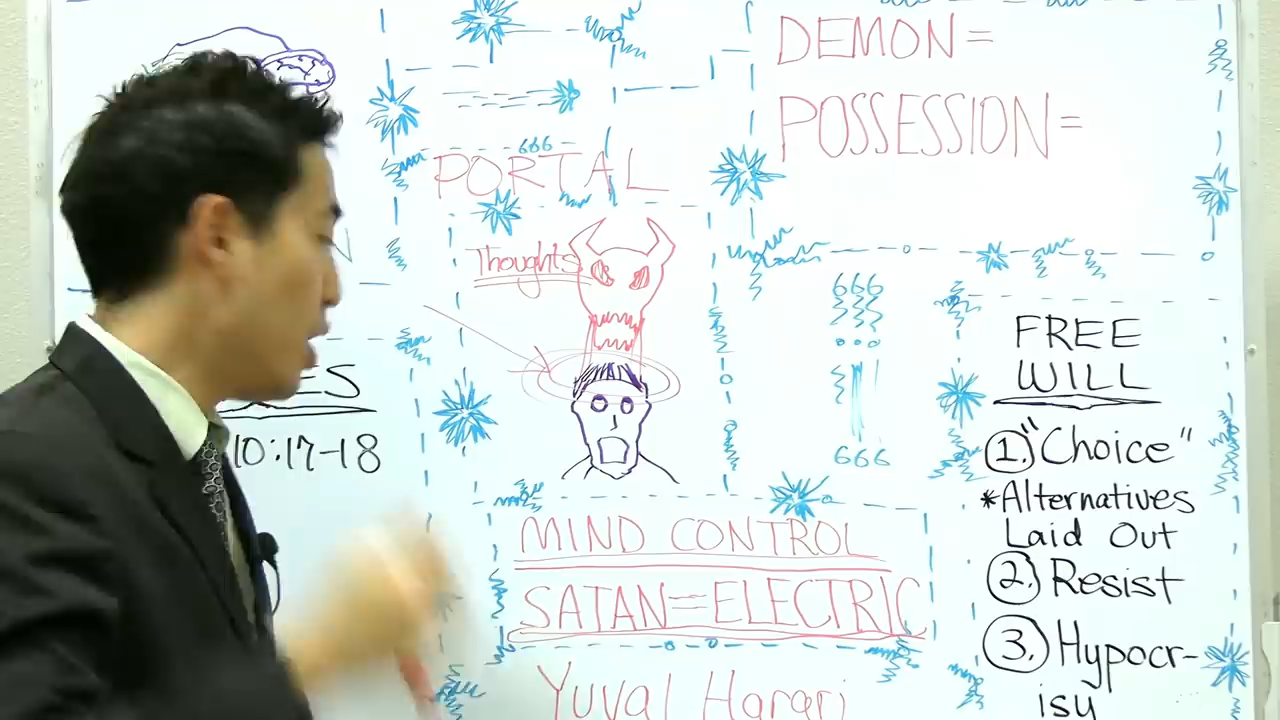 DEMON=
POSSESSION=
666
PORTAL
Thoughts
10:17-18
MIND CONTROL
SATAN=ELECTRIC
Yuval Harari
666
666
FREE
WILL
1. "Choice"
*Alternatives
Laid Out
2. Resist
3. Hypocr-
isy